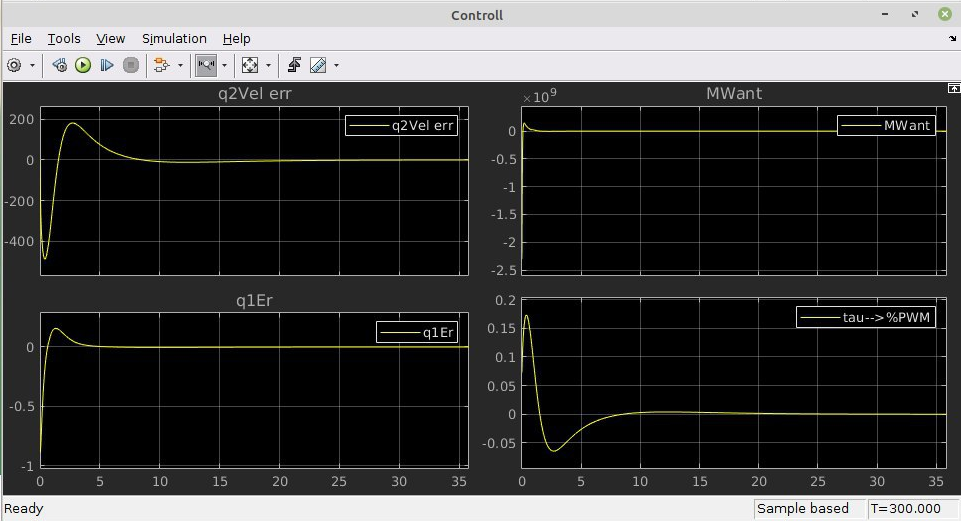 Controll
File Tools View Simulation Help
q2Vel err
q2Vel err
200
0
-200
-400
×10⁹ MWant
MWant
0
-0.5
-1
-1.5
-2
-2.5
q1Er
q1Er
0
-0.5
-1
0 5 10 15 20 25 30 35
tau-->%PWM
0.2
0.15
0.1
0.05
0
-0.05
0 5 10 15 20 25 30 35
Ready Sample based T=300.000